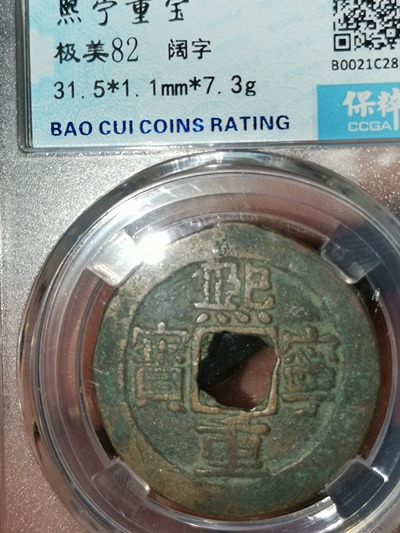 熙宁重宝
极美82 阔字
31.5*1.1mm*7.3g
BAO CUI COINS RATING
B0021C28
保粹
CCGA
熙
寶 寧
重